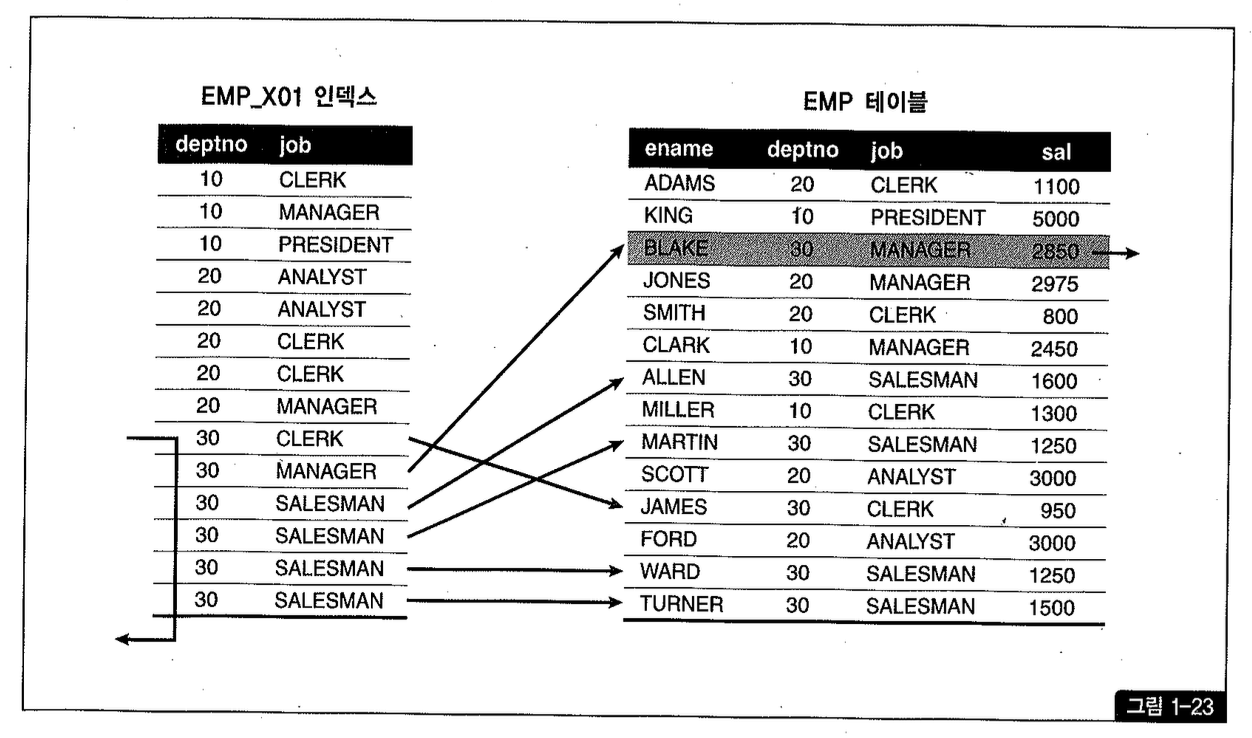 EMP_X01 인덱스
deptno job
10 CLERK
10 MANAGER
10 PRESIDENT
20 ANALYST
20 ANALYST
20 CLERK
20 CLERK
20 MANAGER
30 CLERK
30 MANAGER
30 SALESMAN
30 SALESMAN
30 SALESMAN
30 SALESMAN
EMP 테이블
ename deptno job sal
ADAMS 20 CLERK 1100
KING 10 PRESIDENT 5000
BLAKE 30 MANAGER 2850
JONES 20 MANAGER 2975
SMITH 20 CLERK 800
CLARK 10 MANAGER 2450
ALLEN 30 SALESMAN 1600
MILLER 10 CLERK 1300
MARTIN 30 SALESMAN 1250
SCOTT 20 ANALYST 3000
JAMES 30 CLERK 950
FORD 20 ANALYST 3000
WARD 30 SALESMAN 1250
TURNER 30 SALESMAN 1500
그림 1-23